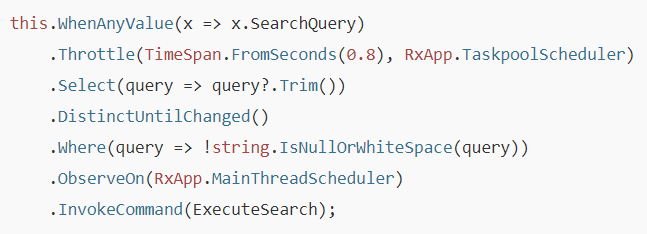 this.WhenAnyValue(x => x.SearchQuery)
    .Throttle(TimeSpan.FromSeconds(0.8), RxApp.TaskpoolScheduler)
    .Select(query => query?.Trim())
    .DistinctUntilChanged()
    .Where(query => !string.IsNullOrWhiteSpace(query))
    .ObserveOn(RxApp.MainThreadScheduler)
    .InvokeCommand(ExecuteSearch);